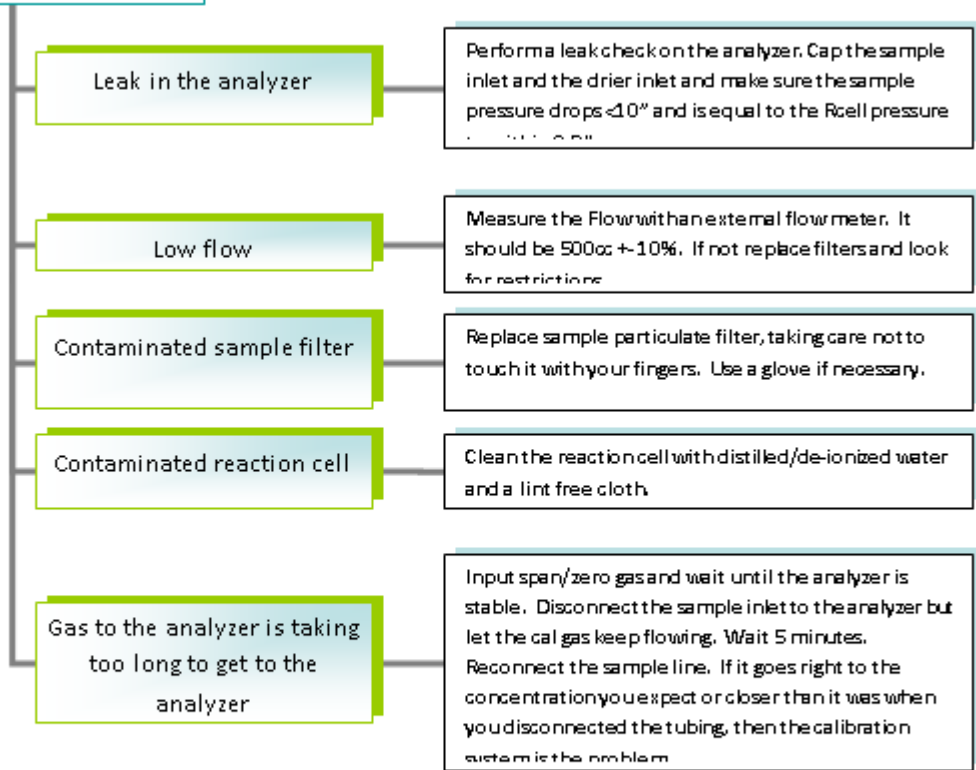 Leak in the analyzer
Perform a leak check on the analyzer. Cap the sample
inlet and the drier inlet and make sure the sample
pressure drops <10" and is equal to the Rcell pressure
Low flow
Measure the Flow with an external flow meter. It
should be 500cc +-10%. If not replace filters and look
for restrictions
Contaminated sample filter
Replace sample particulate filter, taking care not to
touch it with your fingers. Use a glove if necessary.
Contaminated reaction cell
Clean the reaction cell with distilled/de-ionized water
and a lint free cloth.
Gas to the analyzer is taking
too long to get to the
analyzer
Input span/zero gas and wait until the analyzer is
stable. Disconnect the sample inlet to the analyzer but
let the cal gas keep flowing. Wait 5 minutes.
Reconnect the sample line. If it goes right to the
concentration you expect or closer than it was when
you disconnected the tubing, then the calibration
system is the problem